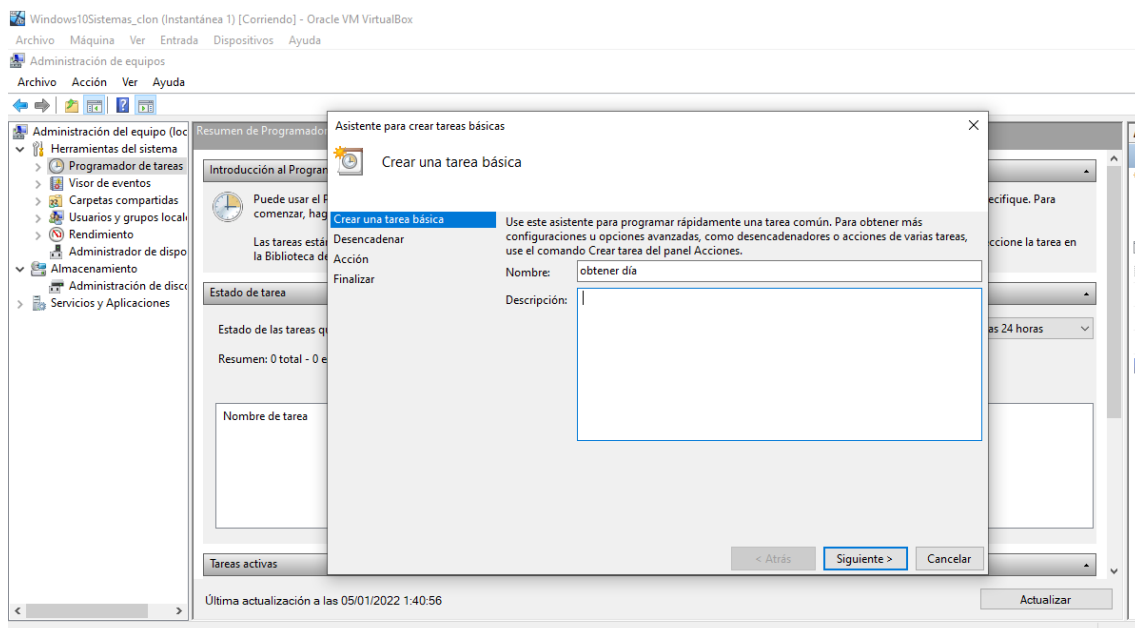 Windows10Sistemas_clon (Instantánea 1) [Corriendo] - Oracle VM VirtualBox
Archivo Máquina Ver Entrada Dispositivos Ayuda
Administración de equipos
Archivo Acción Ver Ayuda
Administración del equipo (loc
Herramientas del sistema
Programador de tareas
Visor de eventos
Carpetas compartidas
Usuarios y grupos local
Rendimiento
Administrador de dispo
Almacenamiento
Administración de disco
Servicios y Aplicaciones
Resumen de Programador
Introducción al Program
Puede usar el P
comenzar, hag
Las tareas están
la Biblioteca de
ecifique. Para
ccione la tarea en
Estado de tarea
Estado de las tareas qu
as 24 horas
Resumen: 0 total - 0 e
Nombre de tarea
Tareas activas
Última actualización a las 05/01/2022 1:40:56
Actualizar
Asistente para crear tareas básicas
Crear una tarea básica
Crear una tarea básica
Desencadenar
Acción
Finalizar
Use este asistente para programar rápidamente una tarea común. Para obtener más
configuraciones u opciones avanzadas, como desencadenadores o acciones de varias tareas,
use el comando Crear tarea del panel Acciones.
Nombre: obtener día
Descripción:
< Atrás Siguiente > Cancelar